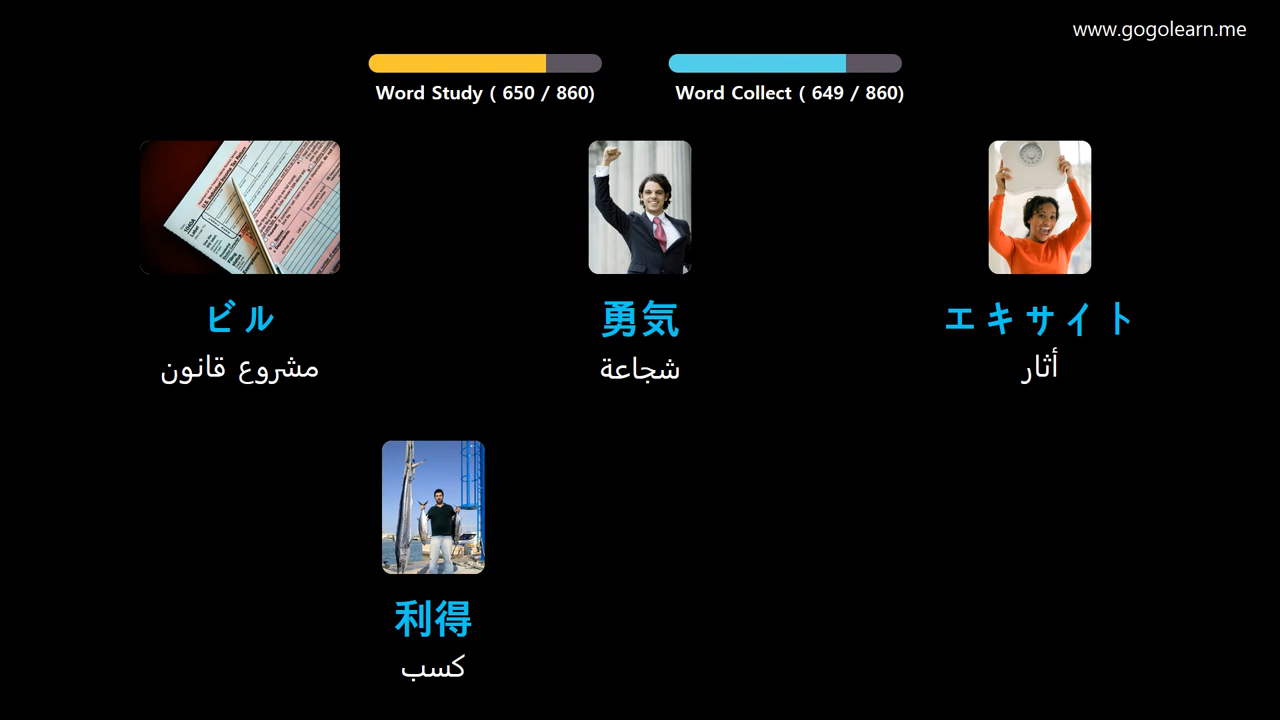 www.gogolearn.me
Word Study ( 650 / 860)
Word Collect ( 649 / 860)
ビル
مشروع قانون
勇気
شجاعة
エキサイト
أثار
利得
كسب